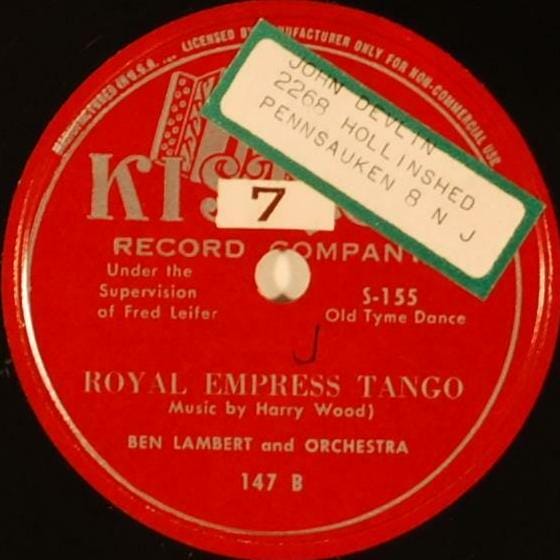 MANUFACTURED IN U.S.A. ... LICENSED BY MANUFACTURER ONLY FOR NON-COMMERCIAL USE
JOHN DEVLIN
2268 HOLLINSHED
PENNSAUKEN 8 N J
7
RECORD COMPANY
Under the
Supervision
of Fred Leifer
S-155
Old Tyme Dance
J
ROYAL EMPRESS TANGO
Music by Harry Wood)
BEN LAMBERT and ORCHESTRA
147 B